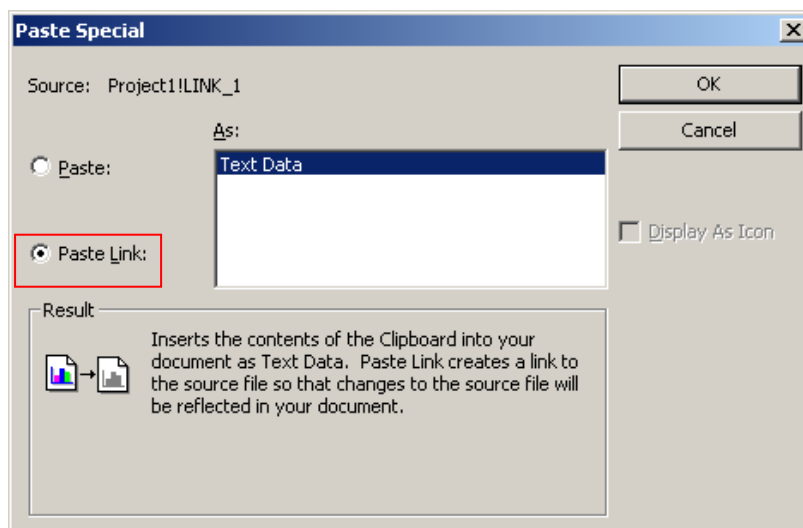 Paste Special
Source: Project1!LINK_1
OK
As:
Cancel
Paste:
Text Data
Display As Icon
Paste Link:
Result
Inserts the contents of the Clipboard into your
document as Text Data. Paste Link creates a link to
the source file so that changes to the source file will
be reflected in your document.